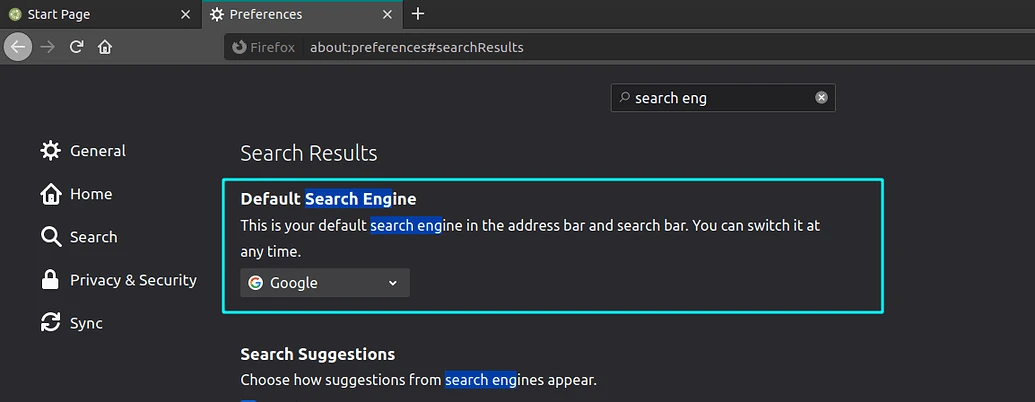 Start Page
Preferences
Firefox about:preferences#searchResults
search eng
General
Home
Search
Privacy & Security
Sync
Search Results
Default Search Engine
This is your default search engine in the address bar and search bar. You can switch it at
any time.
Google
Search Suggestions
Choose how suggestions from search engines appear.